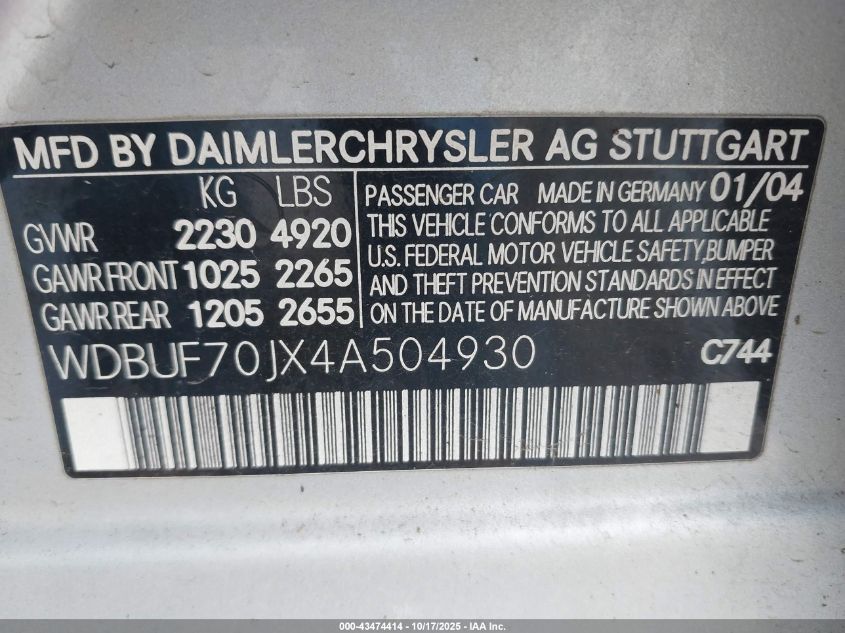 MFD BY DAIMLERCHRYSLER AG STUTTGART
KG LBS
GVWR 2230 4920
GAWR FRONT 1025 2265
GAWR REAR 1205 2655
PASSENGER CAR MADE IN GERMANY 01/04
THIS VEHICLE CONFORMS TO ALL APPLICABLE
U.S. FEDERAL MOTOR VEHICLE SAFETY,BUMPER
AND THEFT PREVENTION STANDARDS IN EFFECT
ON THE DATE OF MANUFACTURE SHOWN ABOVE
WDBUF70JX4A504930 C744
000-43474414 - 10/17/2025 - IAA Inc.